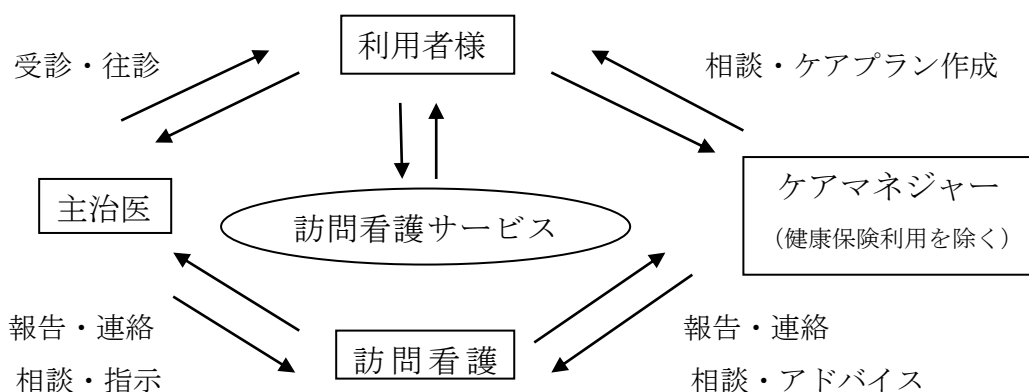 利用者様
受診・往診
相談・ケアプラン作成
主治医
訪問看護サービス
ケアマネジャー
（健康保険利用を除く）
報告・連絡
相談・指示
訪問看護
報告・連絡
相談・アドバイス